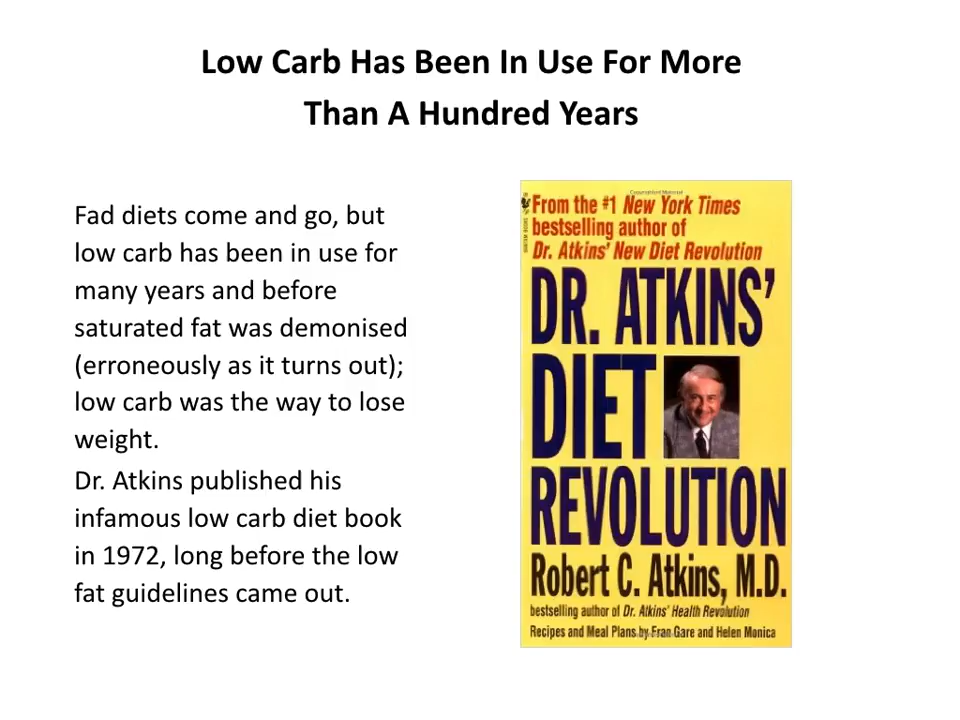 Low Carb Has Been In Use For More
Than A Hundred Years
Fad diets come and go, but
low carb has been in use for
many years and before
saturated fat was demonised
(erroneously as it turns out);
low carb was the way to lose
weight.
Dr. Atkins published his
infamous low carb diet book
in 1972, long before the low
fat guidelines came out.
Copyrighted Material
From the #1 New York Times
bestselling author of
Dr. Atkins' New Diet Revolution
DR. ATKINS'
DIET
REVOLUTION
Robert C. Atkins, M.D.
bestselling author of Dr. Atkins' Health Revolution
Recipes and Meal Plans by Fran Gare and Helen Monica